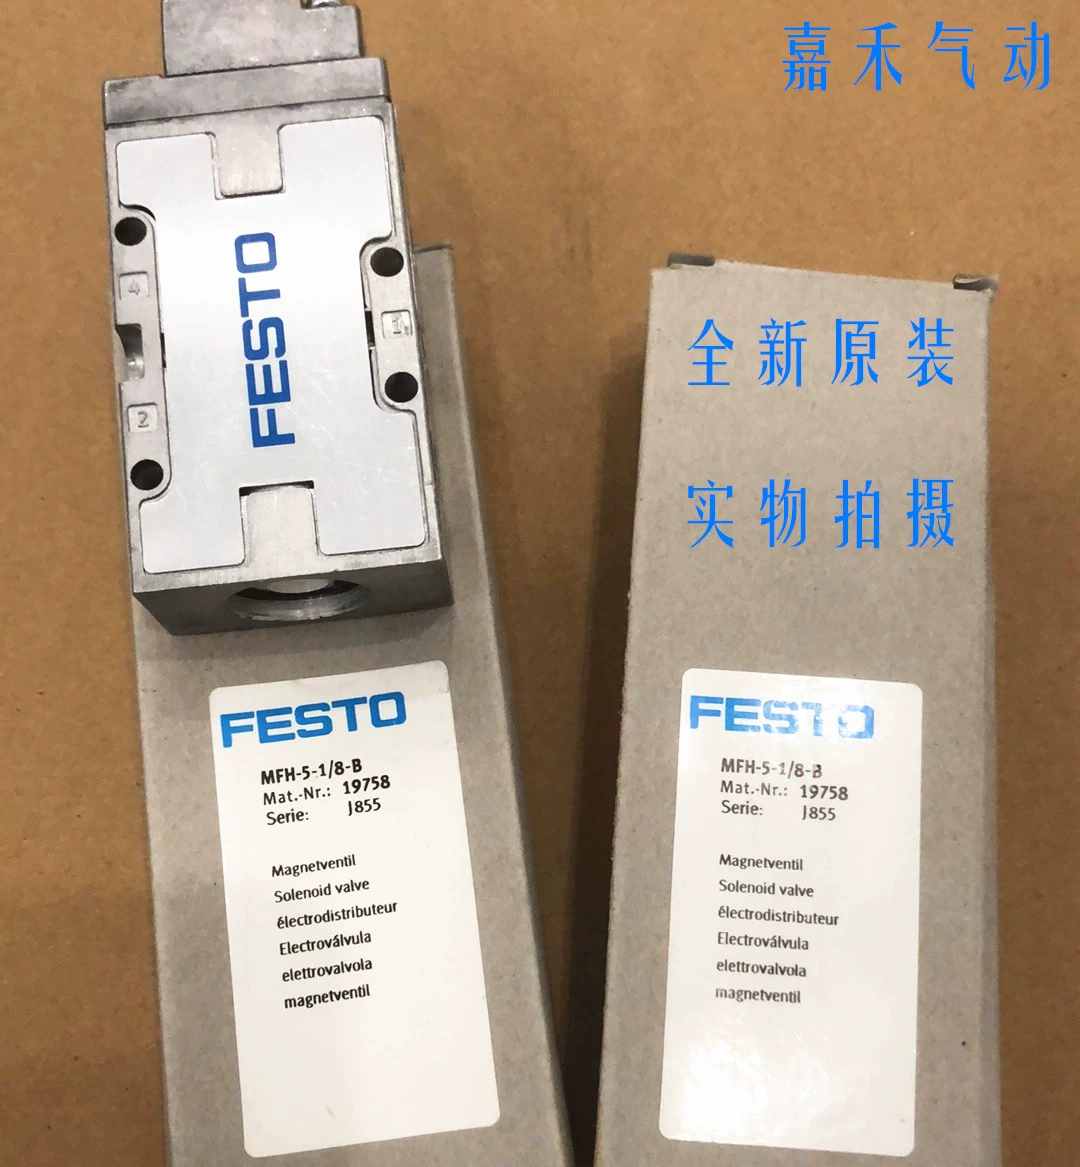 嘉禾气动
4
1
2
FESTO
全新原装
实物拍摄
FESTO
MFH-5-1/8-B
Mat.-Nr.: 19758
Serie: J855
Magnetventil
Solenoid valve
électrodistributeur
Electroválvula
elettrovalvola
magnetventil
FESTO
MFH-5-1/8-B
Mat.-Nr.: 19758
Serie: J855
Magnetventil
Solenoid valve
électrodistributeur
Electroválvula
elettrovalvola
magnetventil